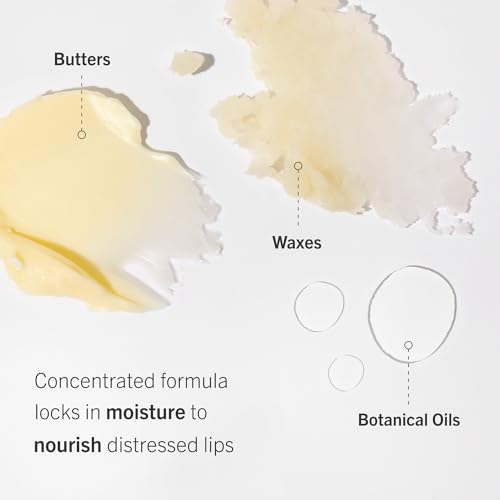 Butters
Waxes
Botanical Oils
Concentrated formula
locks in moisture to
nourish distressed lips